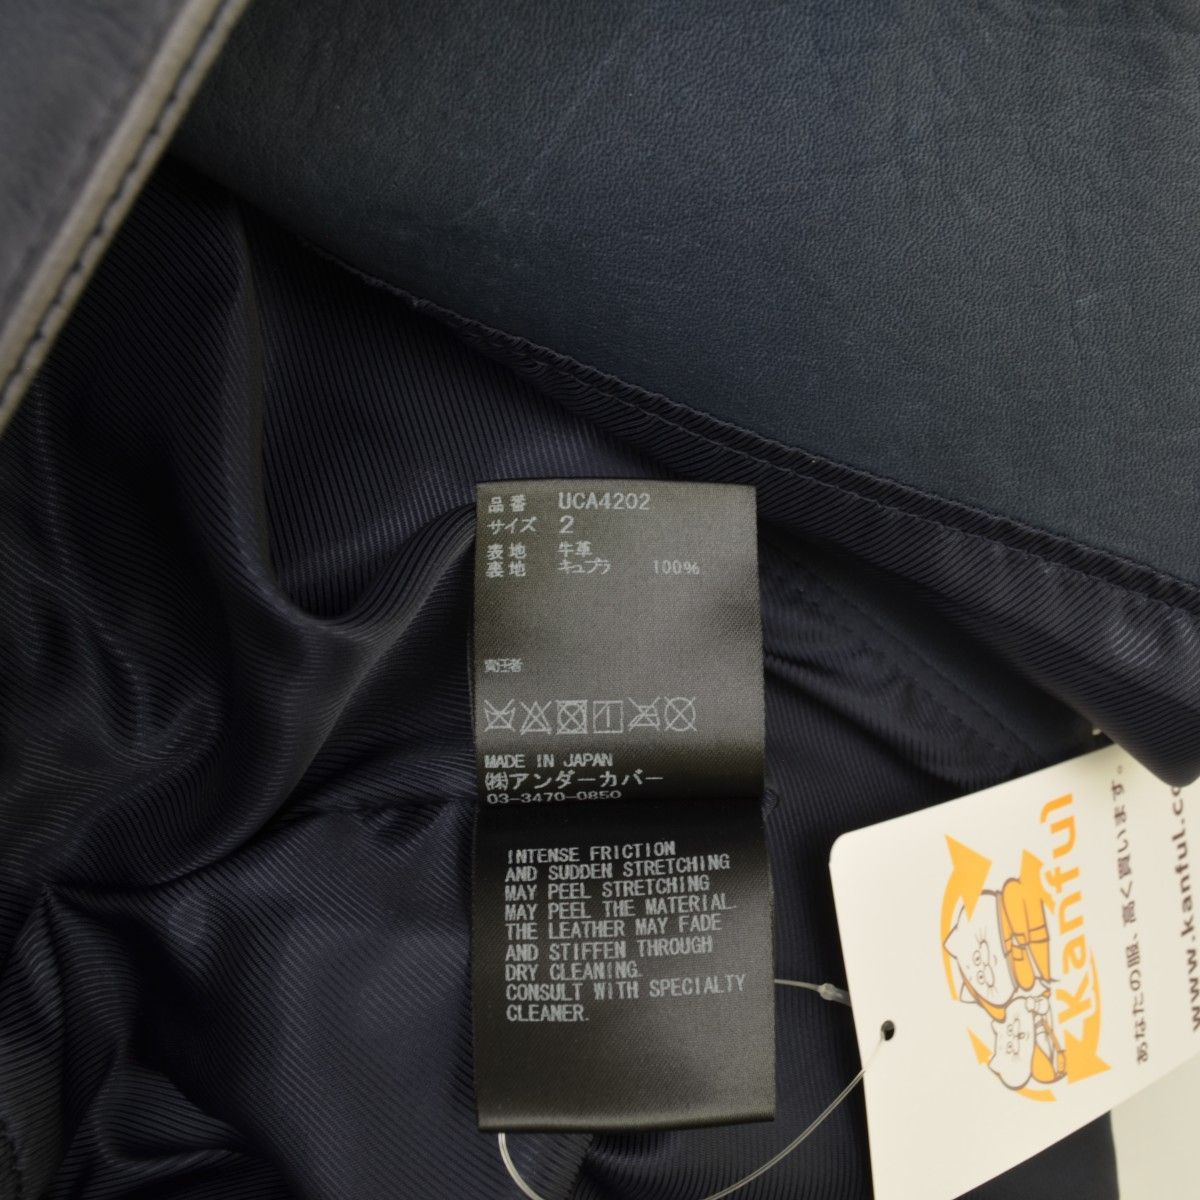 品番 UCA4202
サイズ 2
表地 牛革
裏地 キュプラ 100%
責任者
MADE IN JAPAN
㈱アンダーカバー
03-3470-0850
INTENSE FRICTION
AND SUDDEN STRETCHING
MAY PEEL STRETCHING
MAY PEEL THE MATERIAL.
THE LEATHER MAY FADE
AND STIFFEN THROUGH
DRY CLEANING.
CONSULT WITH SPECIALTY
CLEANER.
kanful
あなたの服、高く買います。
www.kanful.co